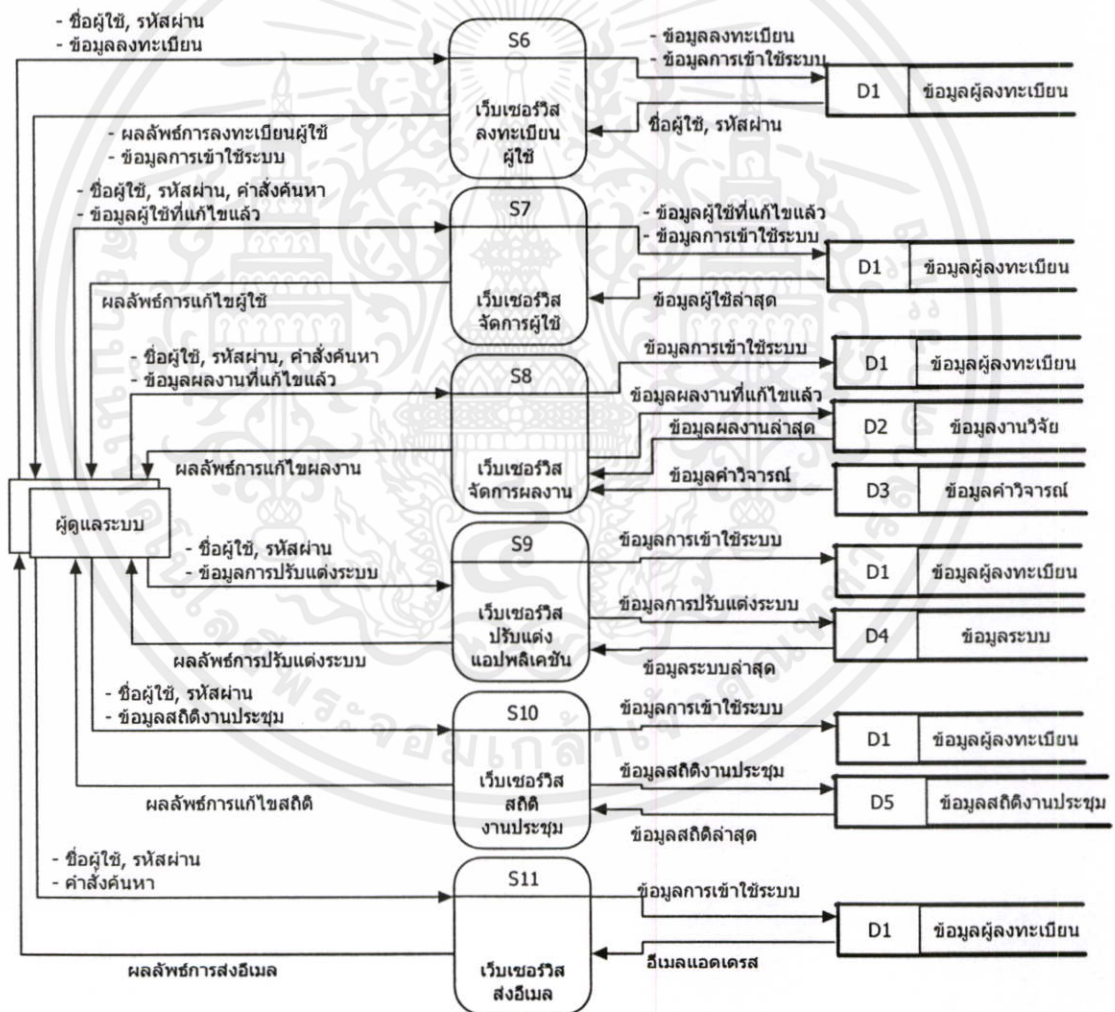 - ชื่อผู้ใช้, รหัสผ่าน
- ข้อมูลลงทะเบียน
S6
เว็บเซอร์วิส
ลงทะเบียน
ผู้ใช้
- ข้อมูลลงทะเบียน
- ข้อมูลการเข้าใช้ระบบ
D1
ข้อมูลผู้ลงทะเบียน
ชื่อผู้ใช้, รหัสผ่าน
- ผลลัพธ์การลงทะเบียนผู้ใช้
- ข้อมูลการเข้าใช้ระบบ
- ชื่อผู้ใช้, รหัสผ่าน, คำสั่งค้นหา
- ข้อมูลผู้ใช้ที่แก้ไขแล้ว
S7
เว็บเซอร์วิส
จัดการผู้ใช้
- ข้อมูลผู้ใช้ที่แก้ไขแล้ว
- ข้อมูลการเข้าใช้ระบบ
D1
ข้อมูลผู้ลงทะเบียน
ข้อมูลผู้ใช้ล่าสุด
ผลลัพธ์การแก้ไขผู้ใช้
- ชื่อผู้ใช้, รหัสผ่าน, คำสั่งค้นหา
- ข้อมูลผลงานที่แก้ไขแล้ว
S8
เว็บเซอร์วิส
จัดการผลงาน
ข้อมูลการเข้าใช้ระบบ
D1
ข้อมูลผู้ลงทะเบียน
ข้อมูลผลงานที่แก้ไขแล้ว
ข้อมูลผลงานล่าสุด
D2
ข้อมูลงานวิจัย
ข้อมูลคำวิจารณ์
D3
ข้อมูลคำวิจารณ์
ผลลัพธ์การแก้ไขผลงาน
ผู้ดูแลระบบ
- ชื่อผู้ใช้, รหัสผ่าน
- ข้อมูลการปรับแต่งระบบ
S9
เว็บเซอร์วิส
ปรับแต่ง
แอปพลิเคชัน
ข้อมูลการเข้าใช้ระบบ
D1
ข้อมูลผู้ลงทะเบียน
ข้อมูลการปรับแต่งระบบ
D4
ข้อมูลระบบ
ข้อมูลระบบล่าสุด
ผลลัพธ์การปรับแต่งระบบ
- ชื่อผู้ใช้, รหัสผ่าน
- ข้อมูลสถิติงานประชุม
S10
เว็บเซอร์วิส
สถิติ
งานประชุม
ข้อมูลการเข้าใช้ระบบ
D1
ข้อมูลผู้ลงทะเบียน
ข้อมูลสถิติงานประชุม
D5
ข้อมูลสถิติงานประชุม
ข้อมูลสถิติล่าสุด
ผลลัพธ์การแก้ไขสถิติ
- ชื่อผู้ใช้, รหัสผ่าน
- คำสั่งค้นหา
S11
เว็บเซอร์วิส
ส่งอีเมล
ข้อมูลการเข้าใช้ระบบ
D1
ข้อมูลผู้ลงทะเบียน
อีเมลแอดเดรส
ผลลัพธ์การส่งอีเมล